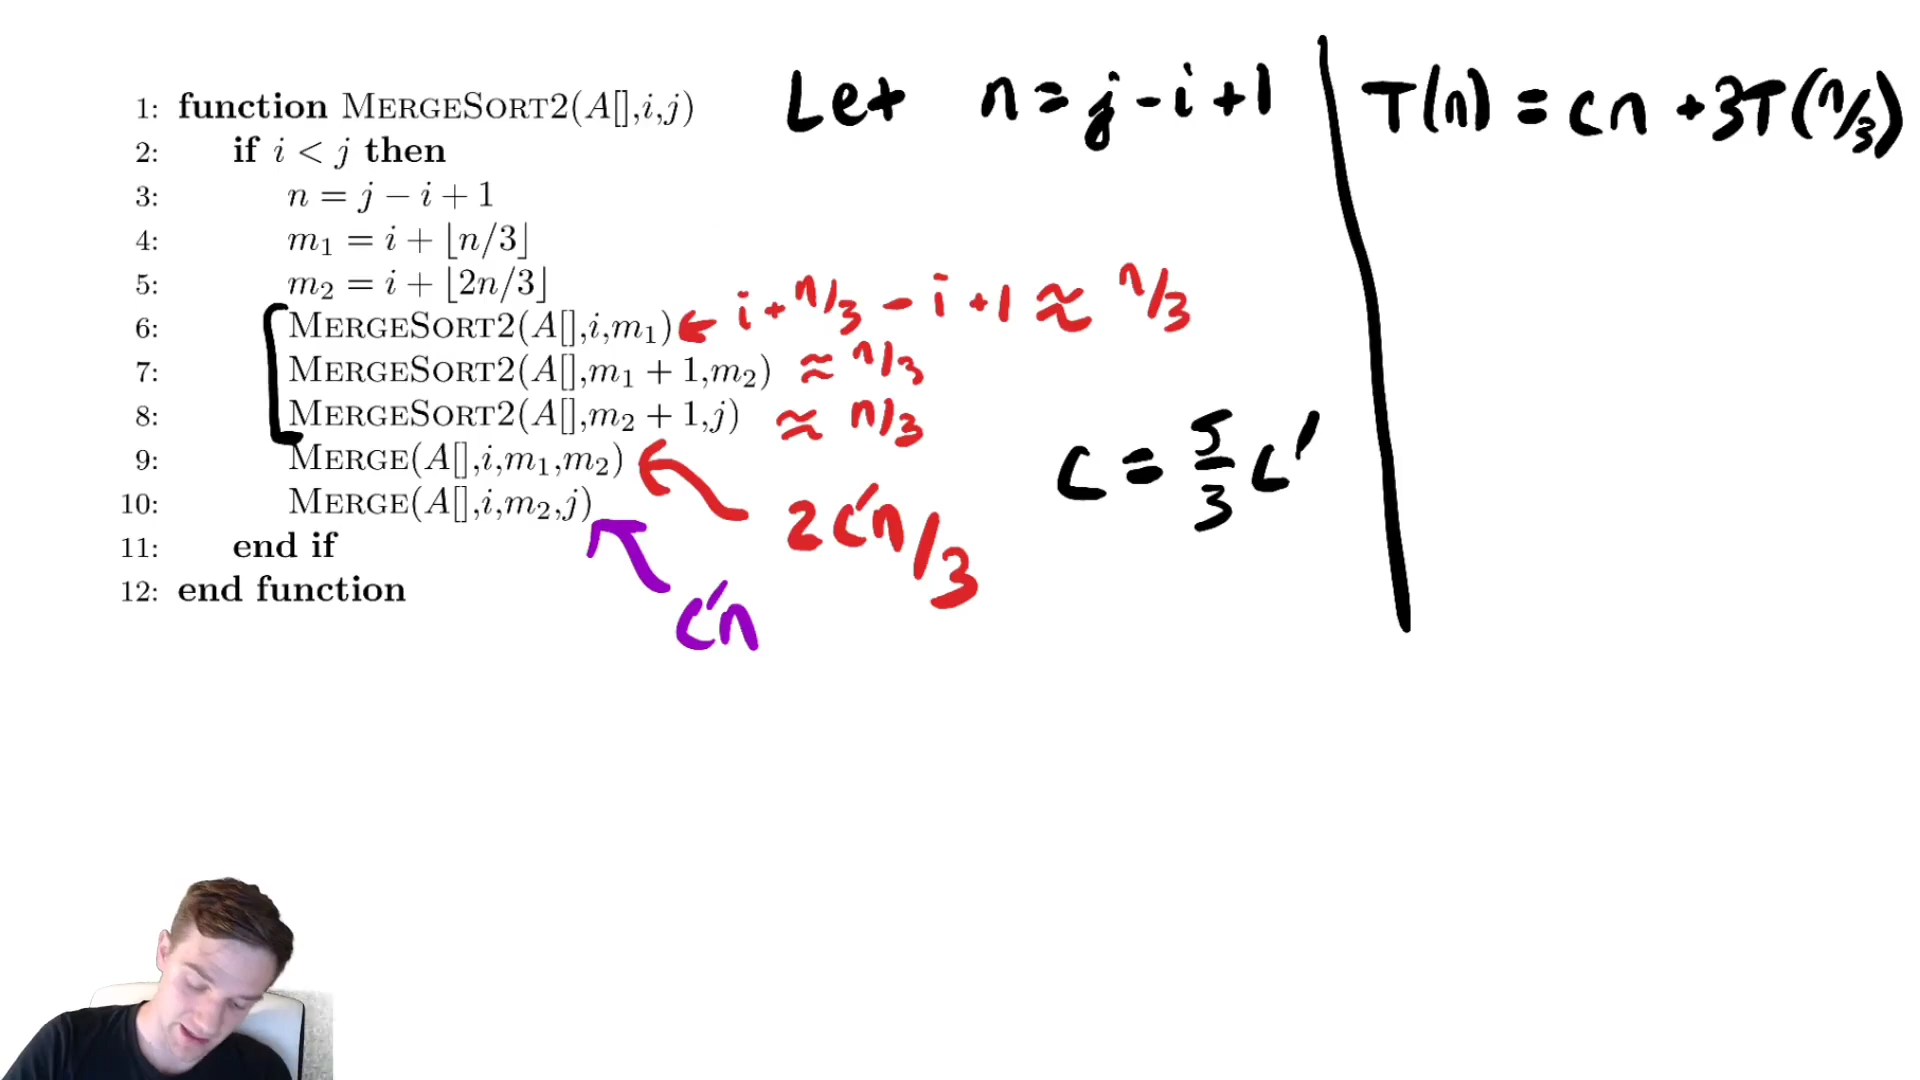 1: function MERGESORT2(A[],i,j)
2: if i < j then
3: n = j − i + 1
4: m₁ = i + ⌊n/3⌋
5: m₂ = i + ⌊2n/3⌋
6: MERGESORT2(A[],i,m₁)
7: MERGESORT2(A[],m₁ + 1,m₂)
8: MERGESORT2(A[],m₂ + 1,j)
9: MERGE(A[],i,m₁,m₂)
10: MERGE(A[],i,m₂,j)
11: end if
12: end function
Let n = j - i + 1
i + n/3 - i + 1 ≈ n/3
≈ n/3
≈ n/3
2c'n/3
c'n
c = 5/3 c'
T(n) = cn + 3T(n/3)